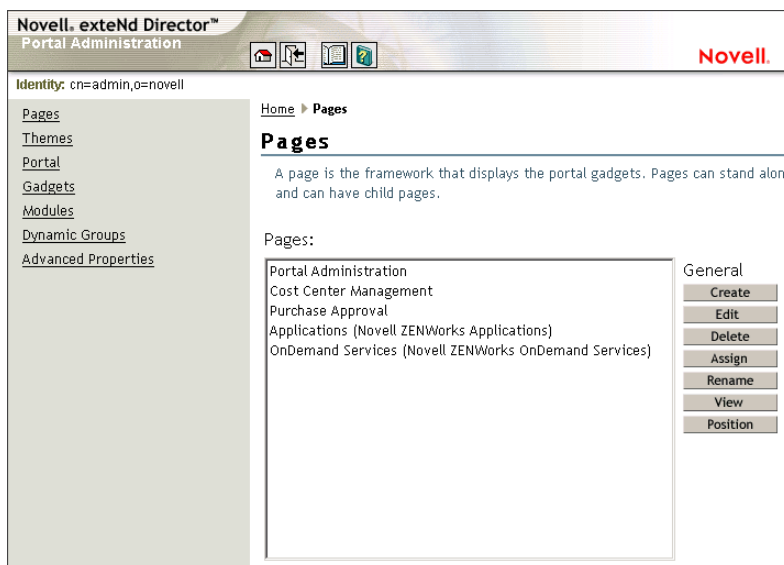 Novell. exteNd Director™
Portal Administration
Novell.
Identity: cn=admin,o=novell
Pages
Themes
Portal
Gadgets
Modules
Dynamic Groups
Advanced Properties
Home Pages
Pages
A page is the framework that displays the portal gadgets. Pages can stand alon
and can have child pages.
Pages:
Portal Administration
Cost Center Management
Purchase Approval
Applications (Novell ZENWorks Applications)
OnDemand Services (Novell ZENWorks OnDemand Services)
General
Create
Edit
Delete
Assign
Rename
View
Position